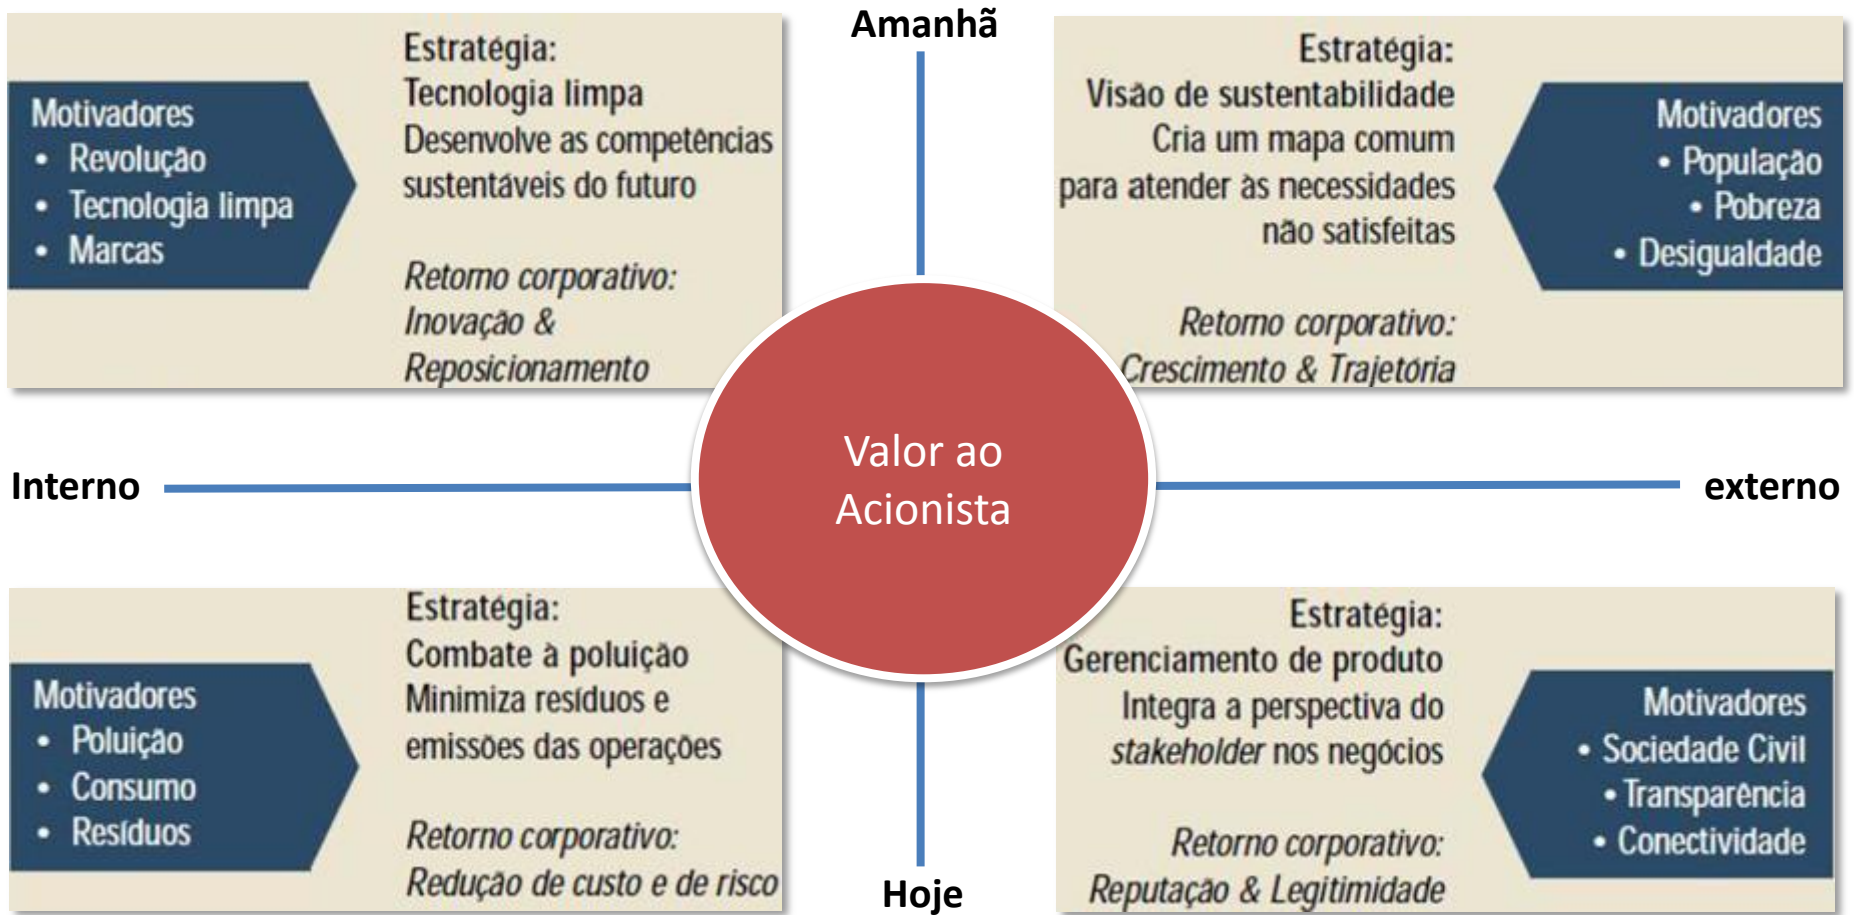 Amanhã
Motivadores
• Revolução
• Tecnologia limpa
• Marcas
Estratégia:
Tecnologia limpa
Desenvolve as competências
sustentáveis do futuro
Retorno corporativo:
Inovação &
Reposicionamento
Estratégia:
Visão de sustentabilidade
Cria um mapa comum
para atender às necessidades
não satisfeitas
Retorno corporativo:
Crescimento & Trajetória
Motivadores
• População
• Pobreza
• Desigualdade
Interno
Valor ao
Acionista
externo
Motivadores
• Poluição
• Consumo
• Resíduos
Estratégia:
Combate à poluição
Minimiza resíduos e
emissões das operações
Retorno corporativo:
Redução de custo e de risco
Estratégia:
Gerenciamento de produto
Integra a perspectiva do
stakeholder nos negócios
Retorno corporativo:
Reputação & Legitimidade
Motivadores
• Sociedade Civil
• Transparência
• Conectividade
Hoje